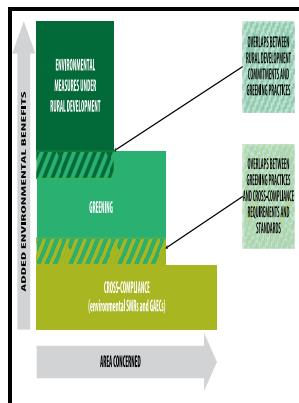 ENVIRONMENTAL
MEASURES UNDER
RURAL DEVELOPMENT
OVERLAPS BETWEEN
RURAL DEVELOPMENT
COMMITMENTS AND
GREENING PRACTICES
ADDED ENVIRONMENTAL BENEFITS
GREENING
OVERLAPS BETWEEN
GREENING PRACTICES
AND CROSS-COMPLIANCE
REQUIREMENTS AND
STANDARDS
CROSS-COMPLIANCE
(environmental SMRs and GAECs)
AREA CONCERNED